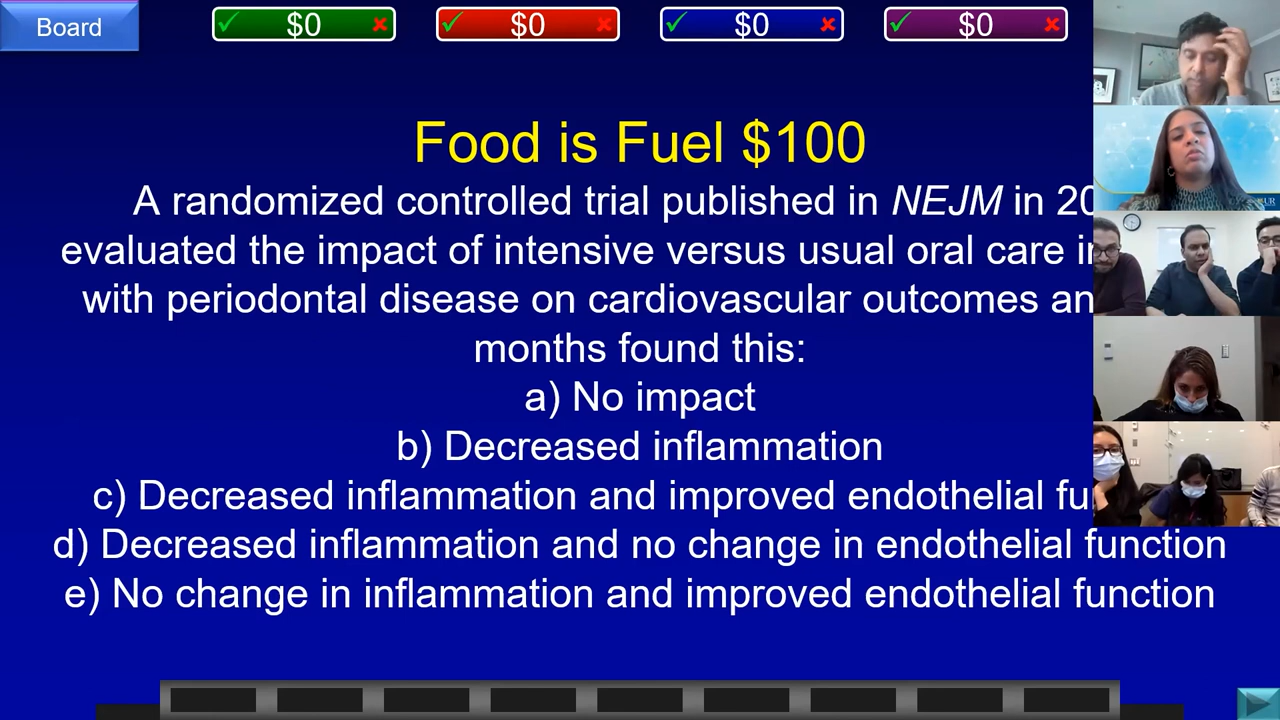 Board
$0
$0
$0
$0
Food is Fuel $100
A randomized controlled trial published in NEJM in 20
evaluated the impact of intensive versus usual oral care
with periodontal disease on cardiovascular outcomes
months found this:
a) No impact
b) Decreased inflammation
c) Decreased inflammation and improved endothelial
d) Decreased inflammation and no change in endothelial function
e) No change in inflammation and improved endothelial function